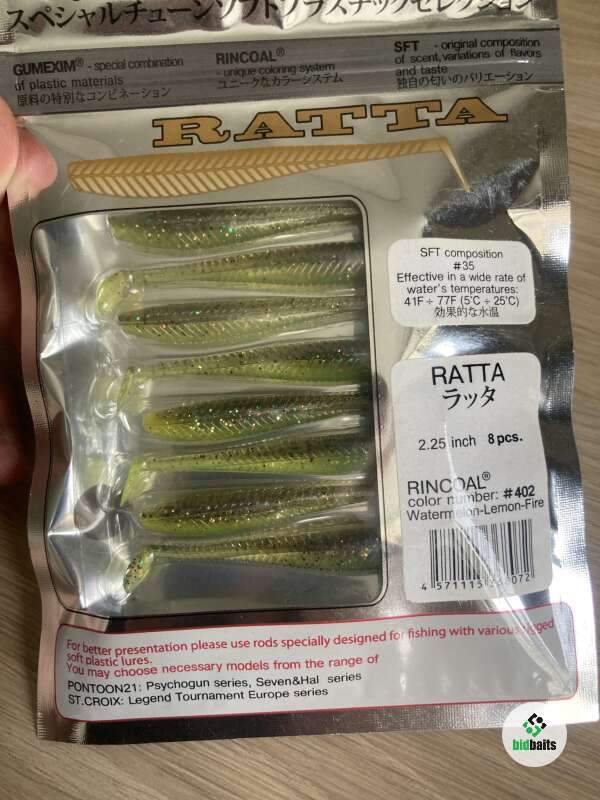 スペシャルチューンソフトプラスチックセレクション
GUMEXIM® - special combination
of plastic materials
原料の特別なコンビネーション
RINCOAL®
- unique coloring system
ユニークなカラーシステム
SFT - original composition
of scent, variations of flavors
and taste
独自の匂いのバリエーション
RATTA
SFT composition
#35
Effective in a wide rate of
water's temperatures:
41F ÷ 77F (5℃ ÷ 25℃)
効果的な水温
RATTA
ラッタ
2.25 inch 8 pcs.
RINCOAL®
color number: #402
Watermelon-Lemon-Fire
4 571115
For better presentation please use rods specially designed for fishing with various rigged
soft plastic lures.
You may choose necessary models from the range of
PONTOON21: Psychogun series, Seven&Hal series
ST.CROIX: Legend Tournament Europe series
bidbaits